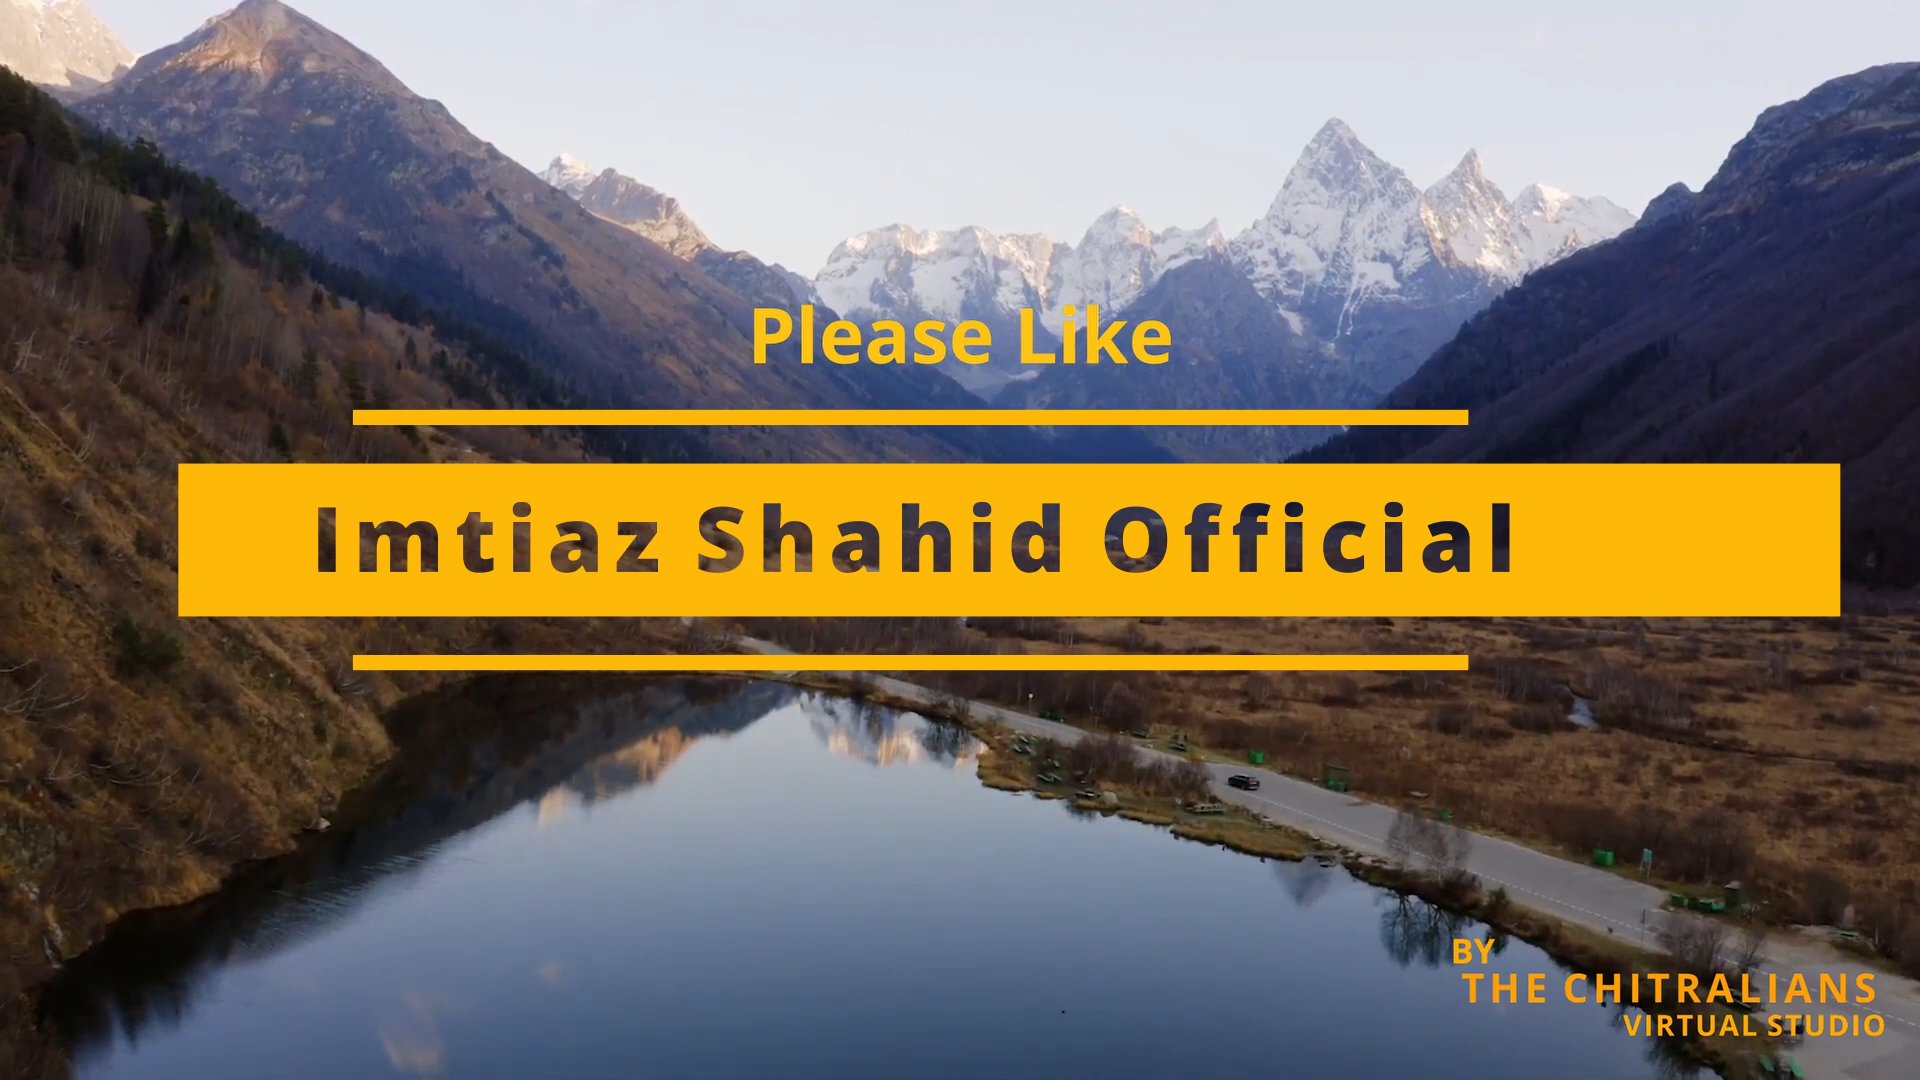 Please Like
Imtiaz Shahid Official
BY
THE CHITRALIANS
VIRTUAL STUDIO